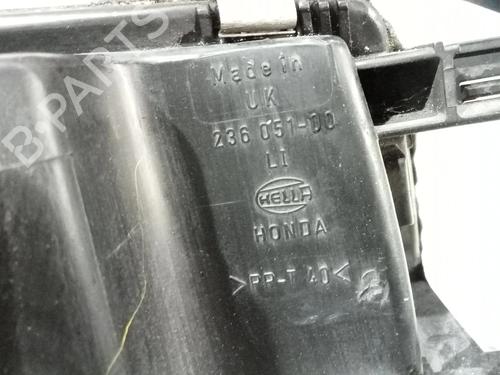 Made in
UK
236 051-00
LI
HELLA
HONDA
>PP-T 40<
B-PARTS